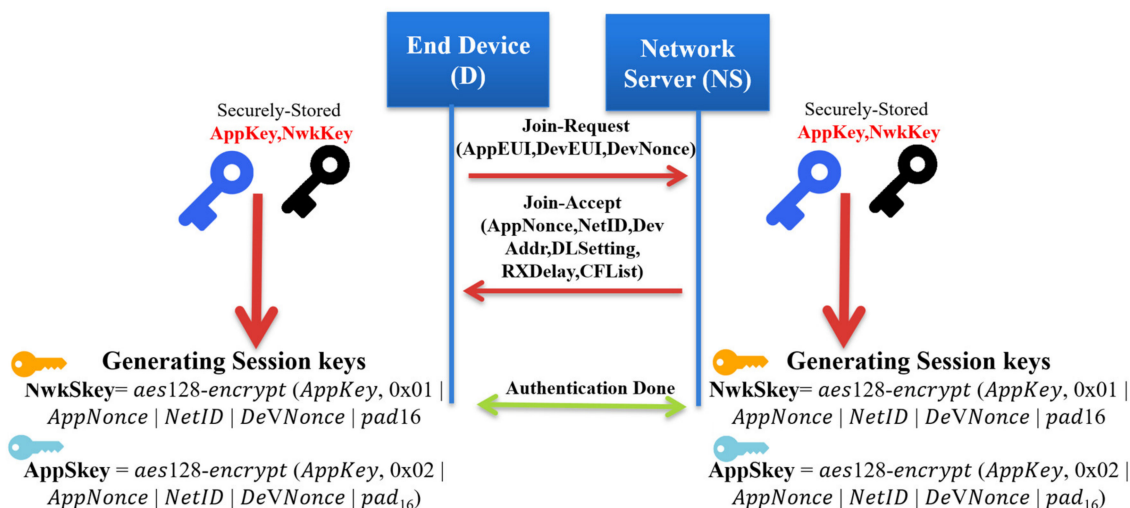 End Device
(D)
Network
Server (NS)
Securely-Stored
AppKey,NwkKey
Securely-Stored
AppKey,NwkKey
Join-Request
(AppEUI,DevEUI,DevNonce)
Join-Accept
(AppNonce,NetID,Dev
Addr,DLSetting,
RXDelay,CFList)
Generating Session keys
NwkSkey= aes128-encrypt (AppKey, 0x01 |
AppNonce | NetID | DeVNonce | pad16
AppSkey = aes128-encrypt (AppKey, 0x02 |
AppNonce | NetID | DeVNonce | pad₁₆)
Authentication Done
Generating Session keys
NwkSkey= aes128-encrypt (AppKey, 0x01 |
AppNonce | NetID | DeVNonce | pad16
AppSkey = aes128-encrypt (AppKey, 0x02 |
AppNonce | NetID | DeVNonce | pad₁₆)